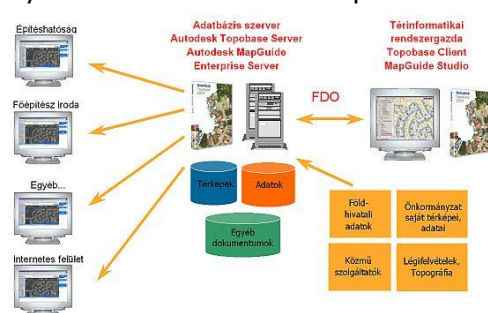 Építéshatóság
Főépítész iroda
Egyéb...
Internetes felület
Adatbázis szerver
Autodesk Topobase Server
Autodesk MapGuide
Enterprise Server
Térképek
Adatok
Egyéb
dokumentumok
FDO
Térinformatikai
rendszergazda
Topobase Client
MapGuide Studio
Föld-
hivatali
adatok
Önkormányzat
saját térképei,
adatai
Közmű
szolgáltatók
Légifelvételek,
Topográfia